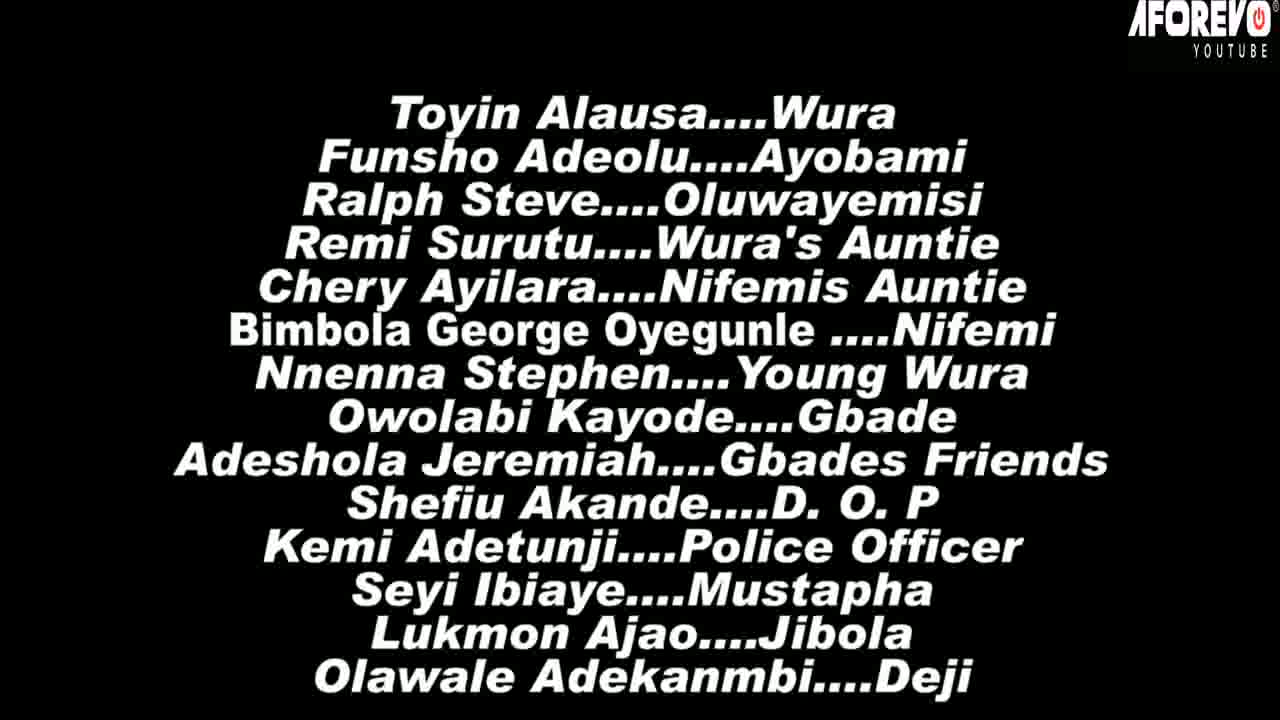 AFOREVO
YOUTUBE
Toyin Alausa....Wura
Funsho Adeolu....Ayobami
Ralph Steve....Oluwayemisi
Remi Surutu....Wura's Auntie
Chery Ayilara....Nifemis Auntie
Bimbola George Oyegunle ....Nifemi
Nnenna Stephen....Young Wura
Owolabi Kayode....Gbade
Adeshola Jeremiah....Gbades Friends
Shefiu Akande....D. O. P
Kemi Adetunji....Police Officer
Seyi Ibiaye....Mustapha
Lukmon Ajao....Jibola
Olawale Adekanmbi....Deji